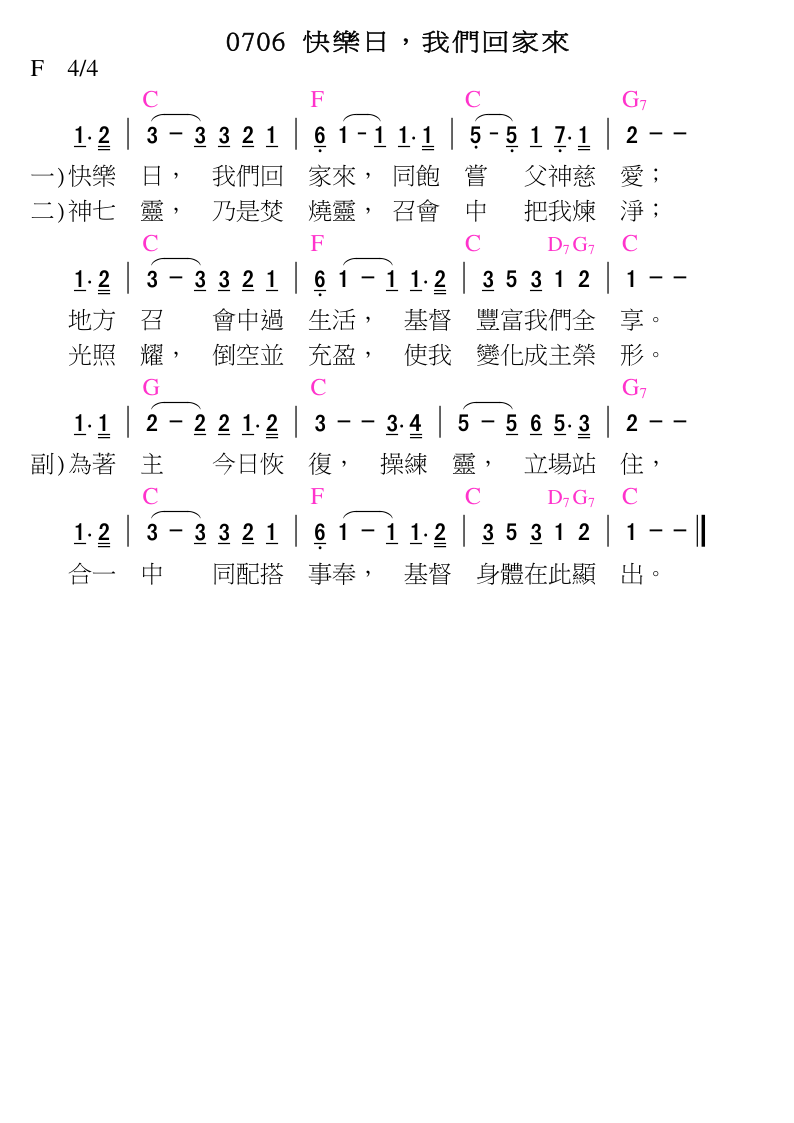 0706 快樂日，我們回家來
F 4/4
C F C G7
1. 2 | 3 - 3 3 2 1 | 6 1 - 1 1. 1 | 5 - 5 1 7. 1 | 2 - -
一)快樂 日， 我們回 家來， 同飽 嘗 父神慈 愛；
二)神七 靈， 乃是焚 燒靈， 召會 中 把我煉 淨；
C F C D7 G7 C
1. 2 | 3 - 3 3 2 1 | 6 1 - 1 1. 2 | 3 5 3 1 2 | 1 - -
地方 召 會中過 生活， 基督 豐富我們全 享。
光照 耀， 倒空並 充盈， 使我 變化成主榮 形。
G C G7
1. 1 | 2 - 2 2 1. 2 | 3 - - 3. 4 | 5 - 5 6 5. 3 | 2 - -
副)為著 主 今日恢 復， 操練 靈， 立場站 住，
C F C D7 G7 C
1. 2 | 3 - 3 3 2 1 | 6 1 - 1 1. 2 | 3 5 3 1 2 | 1 - - ‖
合一 中 同配搭 事奉， 基督 身體在此顯 出。